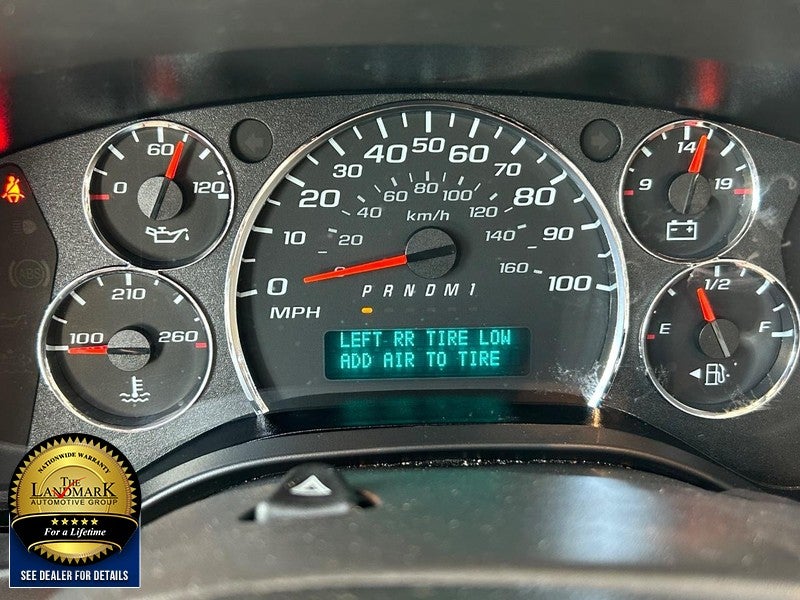 60
0 120
210
100 260
0 10 20 30 40 50 60 70 80 90 100
20 40 60 80 100 120 140 160
km/h
MPH
P R N D M 1
LEFT RR TIRE LOW
ADD AIR TO TIRE
14
9 19
1/2
E F
ABS
NATIONWIDE WARRANTY
THE
LANDMARK
AUTOMOTIVE GROUP
For a Lifetime
SEE DEALER FOR DETAILS